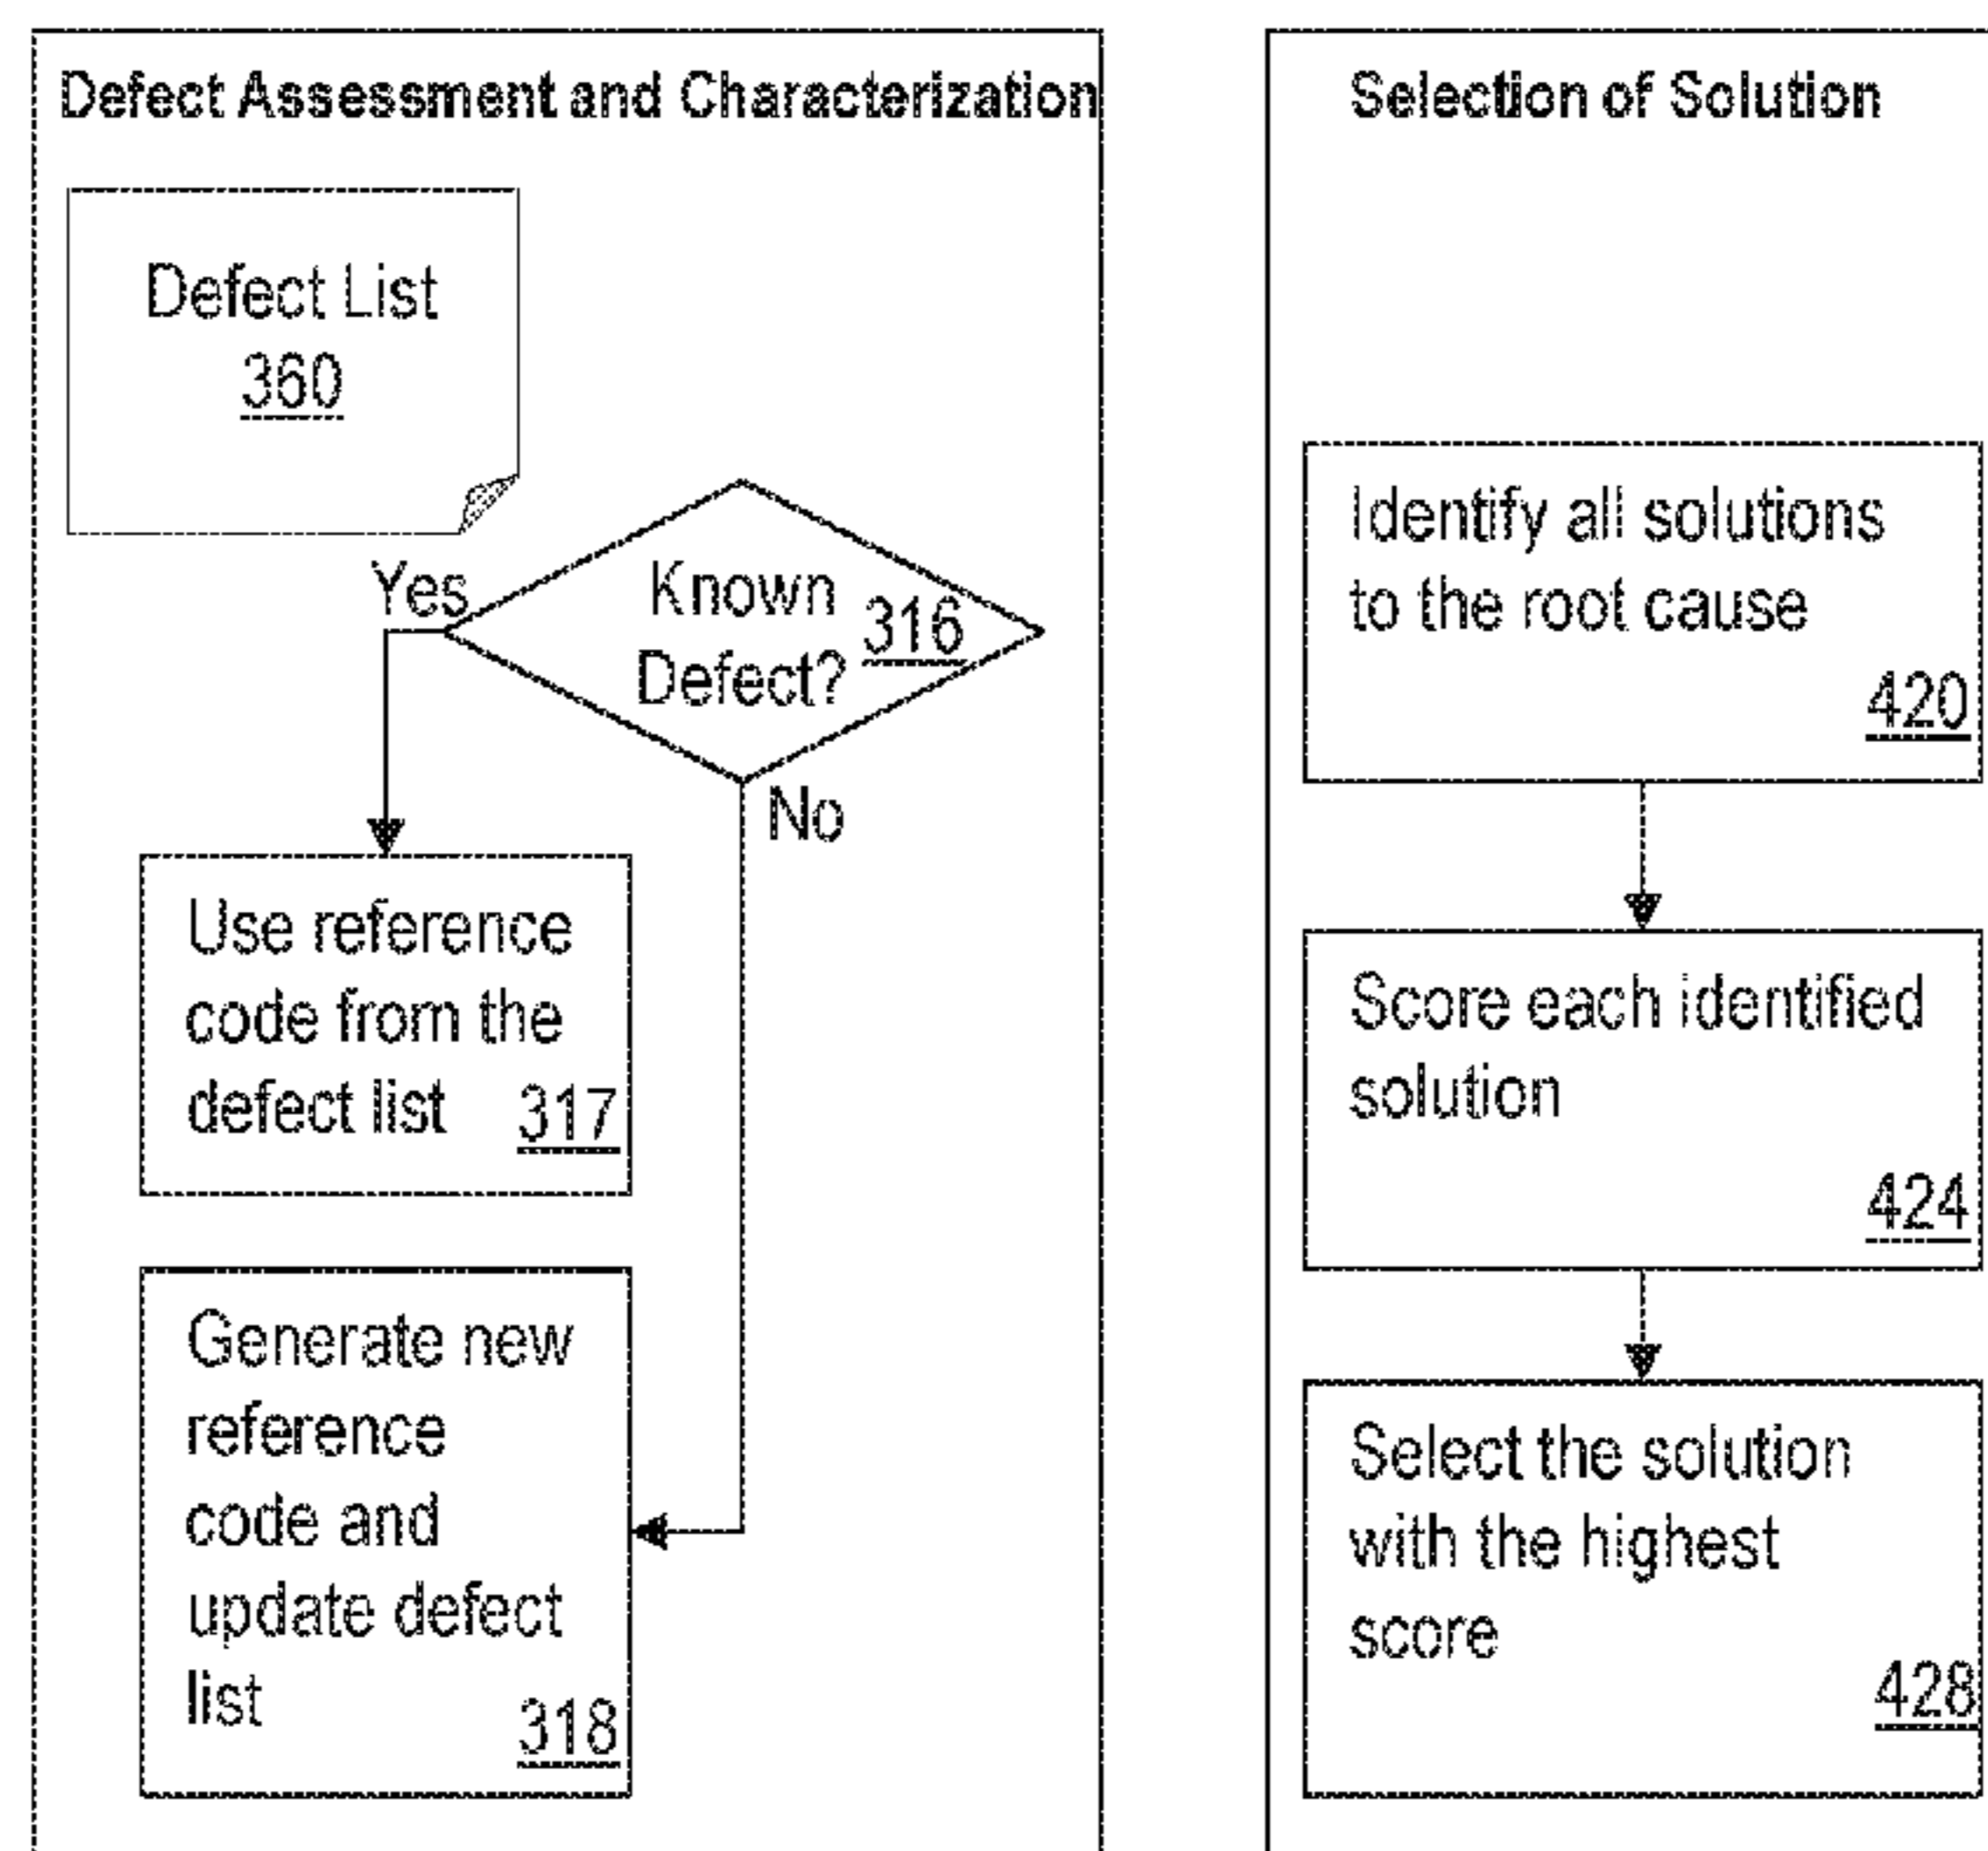 Defect Assessment and Characterization
Defect List
360
Yes
Known
Defect?
316
No
Use reference
code from the
defect list
317
Generate new
reference
code and
update defect
list
318
Selection of Solution
Identify all solutions
to the root cause
420
Score each identified
solution
424
Select the solution
with the highest
score
428